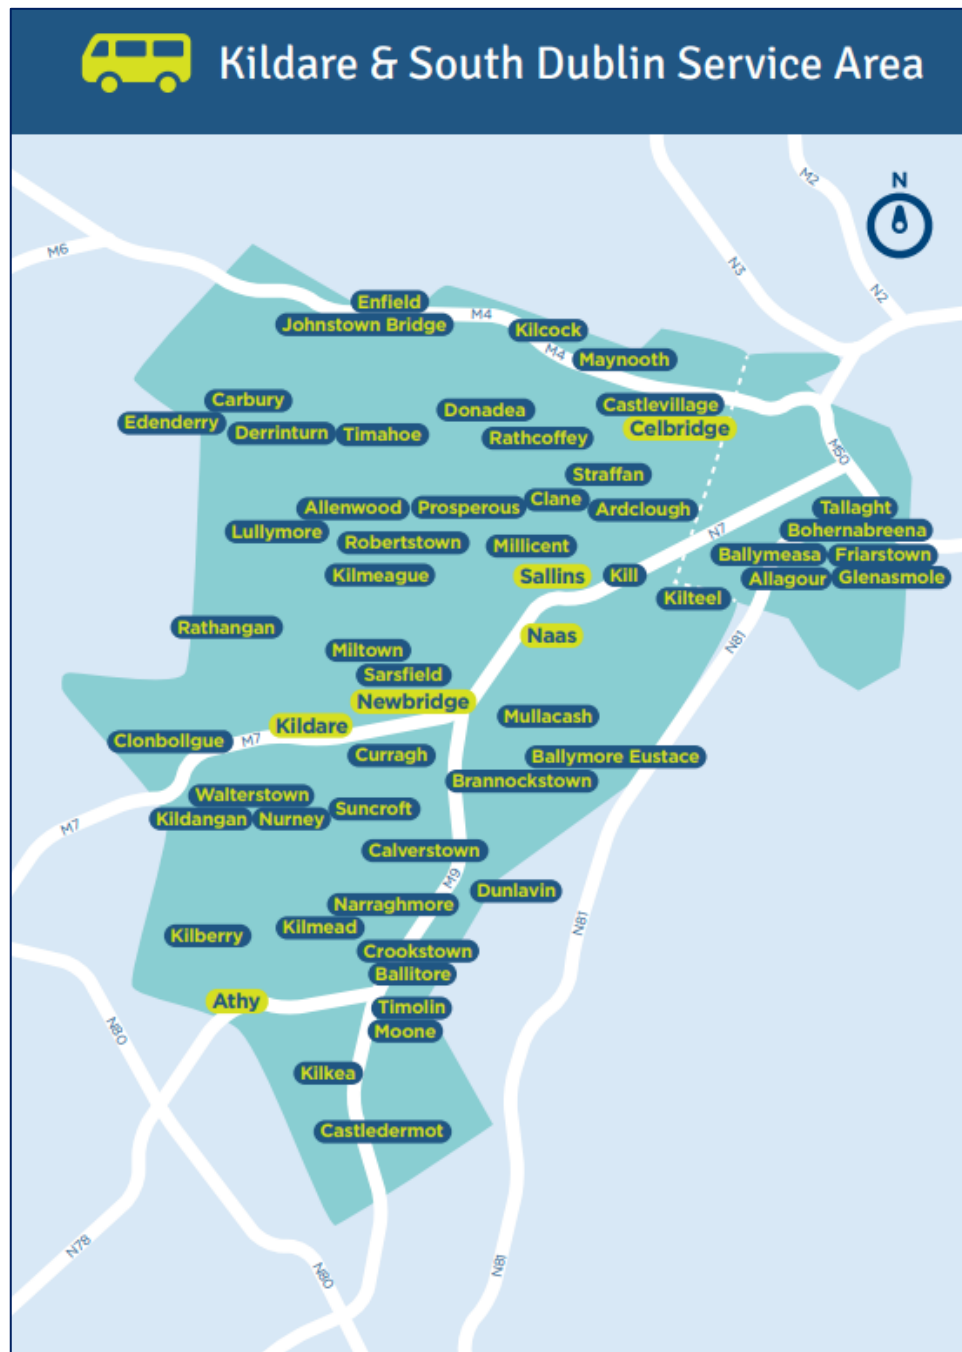 Kildare & South Dublin Service Area
N
M2
M6
N3
N2
Enfield
M4
Johnstown Bridge
Kilcock
M4
Maynooth
Carbury
Castlevillage
Donadea
Edenderry
Celbridge
Derrinturn
Timahoe
Rathcoffey
M50
Straffan
Clane
Allenwood
Prosperous
Ardclough
Tallaght
Lullymore
N7
Bohernabreena
Robertstown
Millicent
Ballymeasa
Friarstown
Kilmeague
Sallins
Kill
Allagour
Glenasmole
Kilteel
Rathangan
Naas
N81
Miltown
Sarsfield
Newbridge
Mullacash
Kildare
Clonbollgue
M7
Curragh
Ballymore Eustace
Brannockstown
Walterstown
Suncroft
Kildangan
Nurney
M7
Calverstown
M9
Dunlavin
Narraghmore
N81
Kilmead
Kilberry
Crookstown
Ballitore
Athy
Timolin
N80
Moone
Kilkea
Castledermot
N78
N81
N80